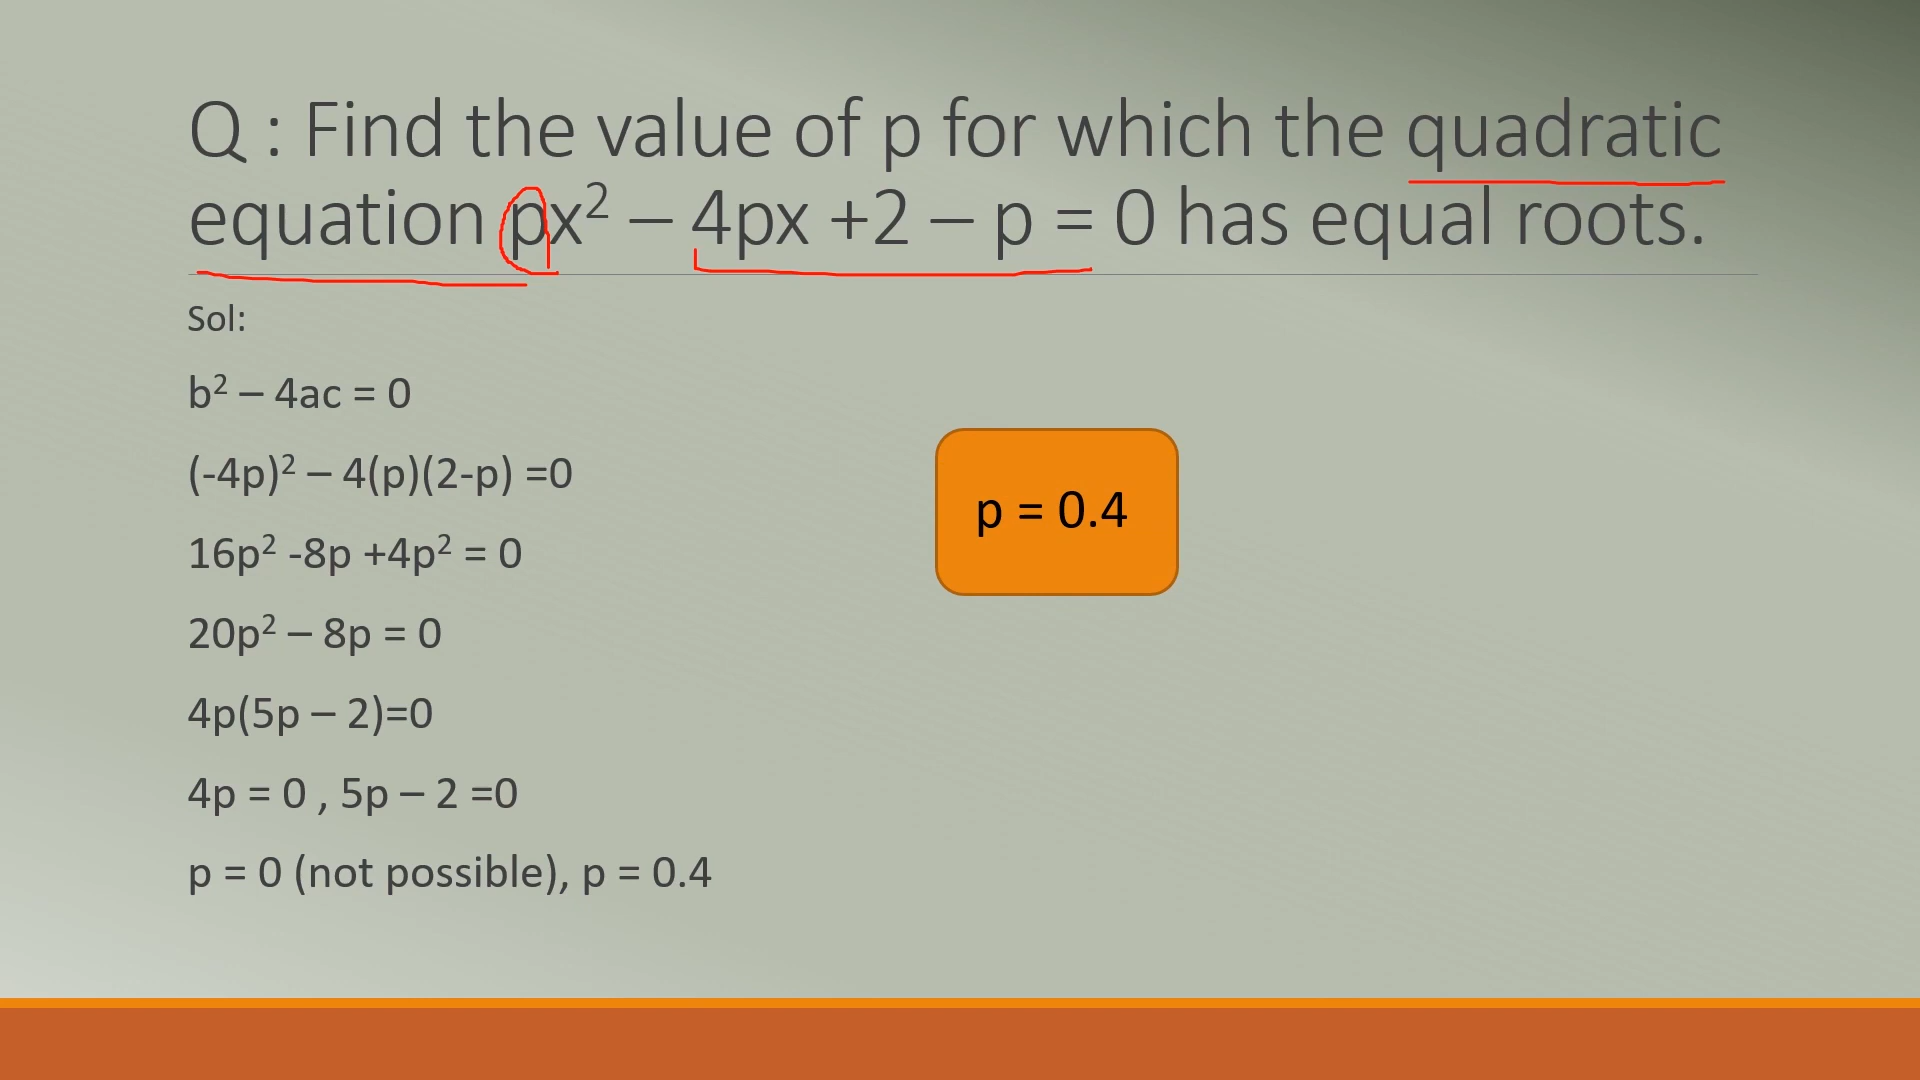 Q : Find the value of p for which the quadratic
equation px² – 4px +2 – p = 0 has equal roots.
Sol:
b² – 4ac = 0
(-4p)² – 4(p)(2-p) =0
16p² -8p +4p² = 0
20p² – 8p = 0
4p(5p – 2)=0
4p = 0 , 5p – 2 =0
p = 0 (not possible), p = 0.4
p = 0.4